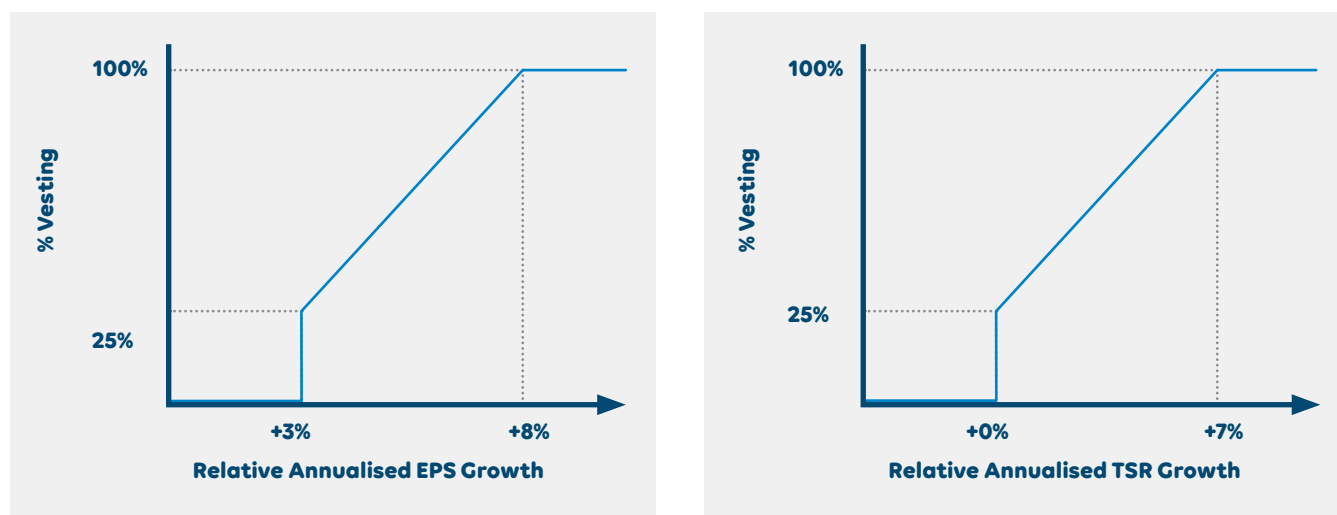 100%
% Vesting
25%
+3%
+8%
Relative Annualised EPS Growth
100%
% Vesting
25%
+0%
+7%
Relative Annualised TSR Growth